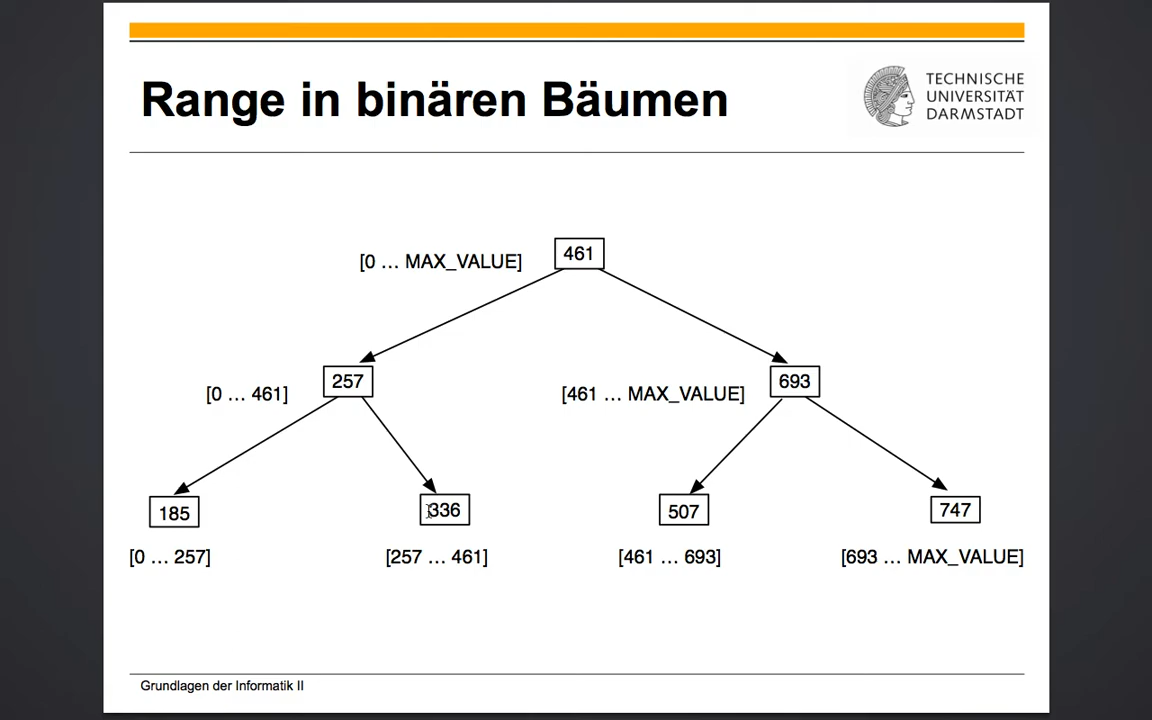 Range in binären Bäumen
TECHNISCHE
UNIVERSITÄT
DARMSTADT
461
[0 ... MAX_VALUE]
257
693
[0 ... 461]
[461 ... MAX_VALUE]
185
336
507
747
[0 ... 257]
[257 ... 461]
[461 ... 693]
[693 ... MAX_VALUE]
Grundlagen der Informatik II